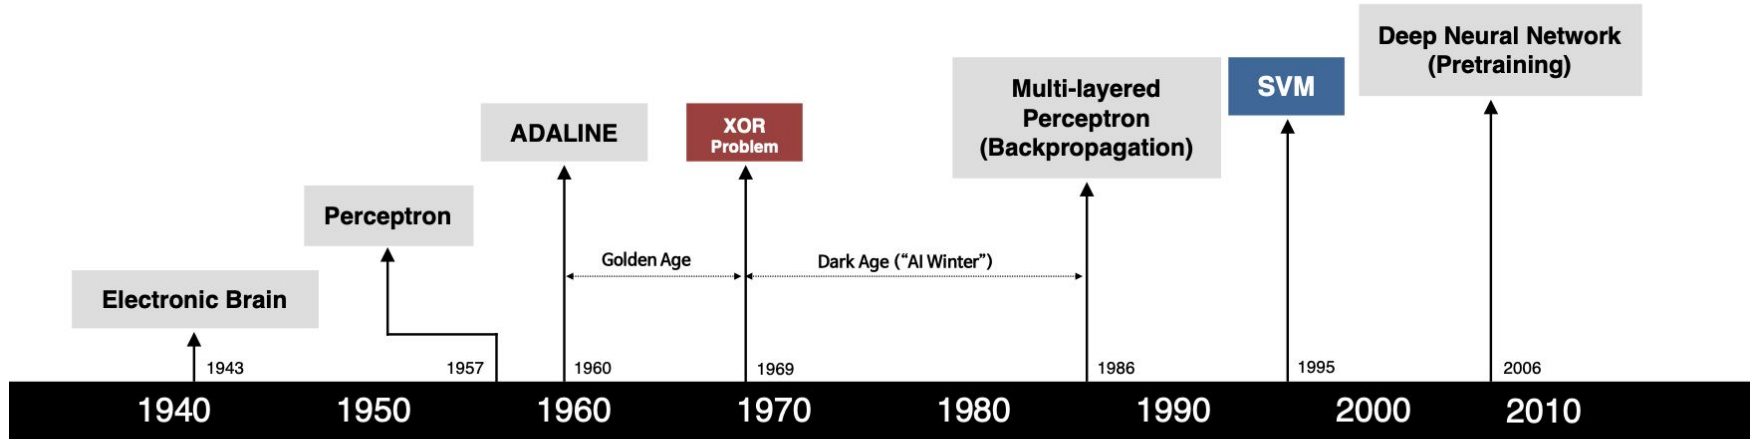 Deep Neural Network
(Pretraining)
Multi-layered
Perceptron
(Backpropagation)
SVM
ADALINE
XOR
Problem
Perceptron
Golden Age
Dark Age (“AI Winter”)
Electronic Brain
1943
1957
1960
1969
1986
1995
2006
1940
1950
1960
1970
1980
1990
2000
2010